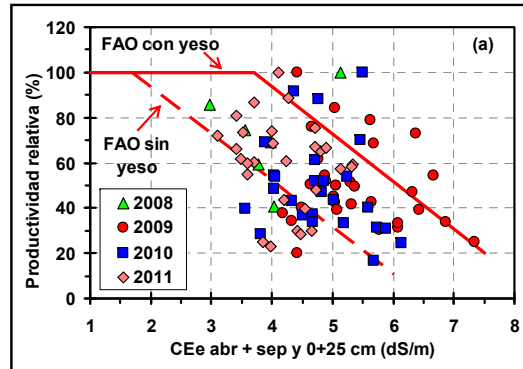 FAO con yeso
(a)
Productividad relativa (%)
120
100
80
60
40
20
0
FAO sin
yeso
2008
2009
2010
2011
1 2 3 4 5 6 7 8
CEe abr + sep y 0+25 cm (dS/m)